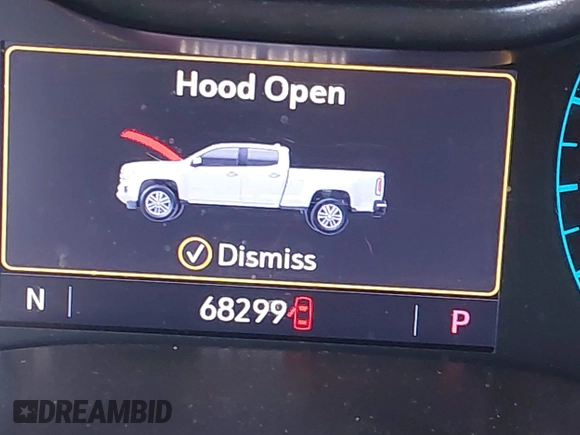 Hood Open
Dismiss
N
68299
P
DREAMBID